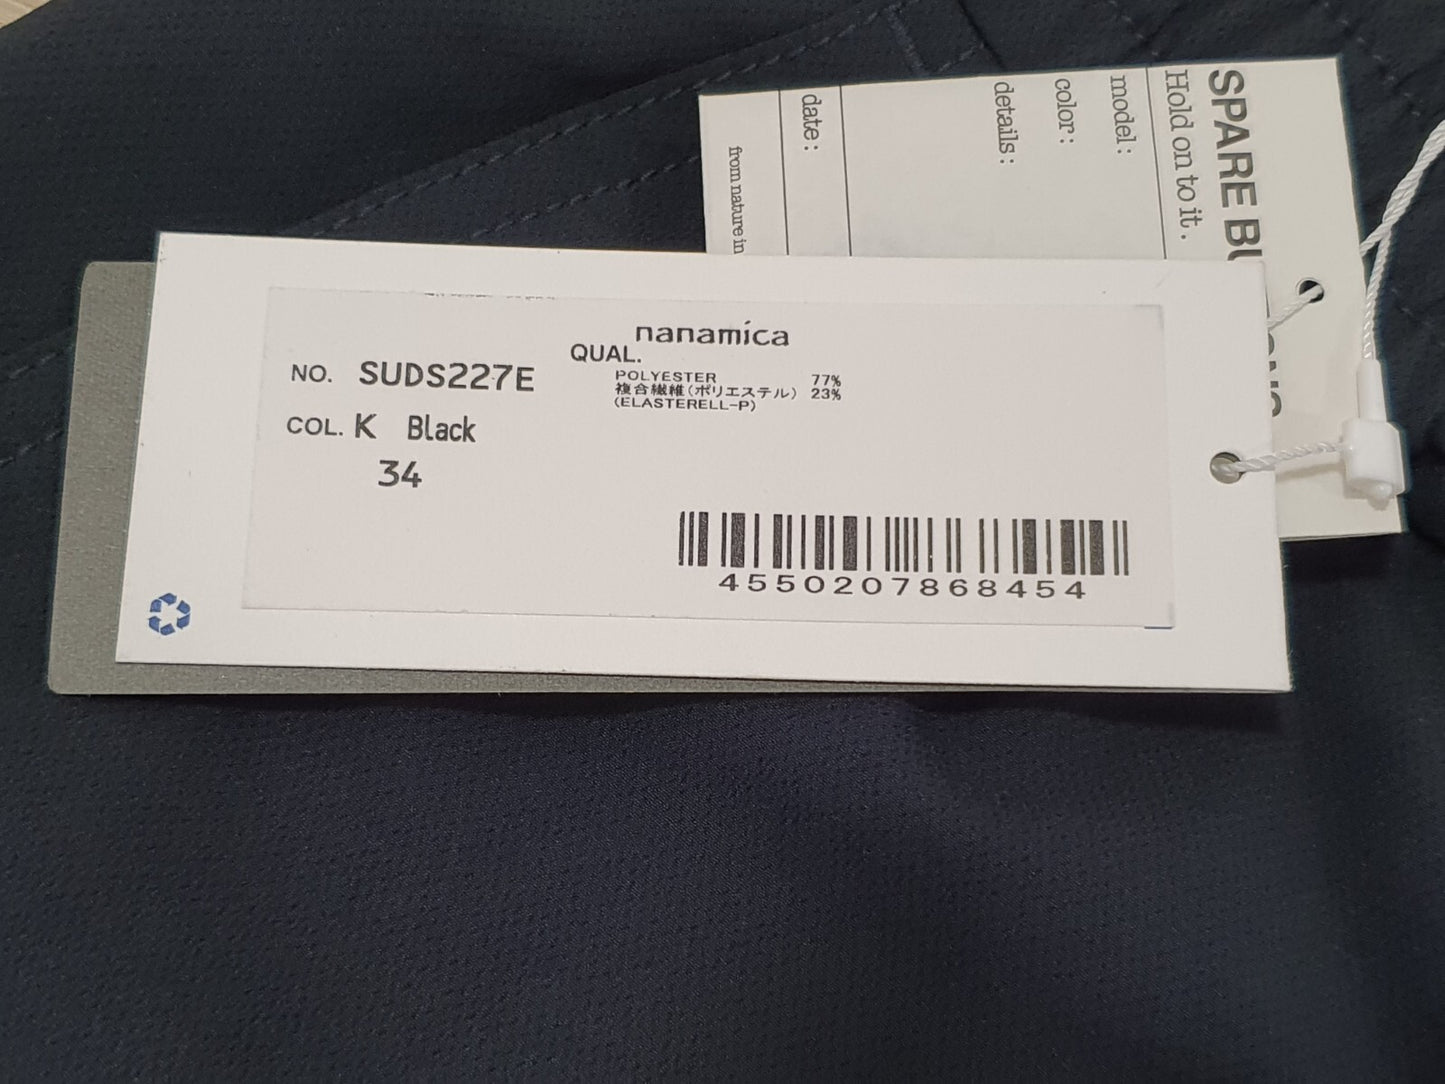 SPARE BU
Hold on to it.
model:
color:
details:
date:
from nature in
nanamica
QUAL.
NO. SUDS227E
POLYESTER 77%
複合繊維(ポリエステル) 23%
(ELASTERELL-P)
COL. K Black
34
4550207868454